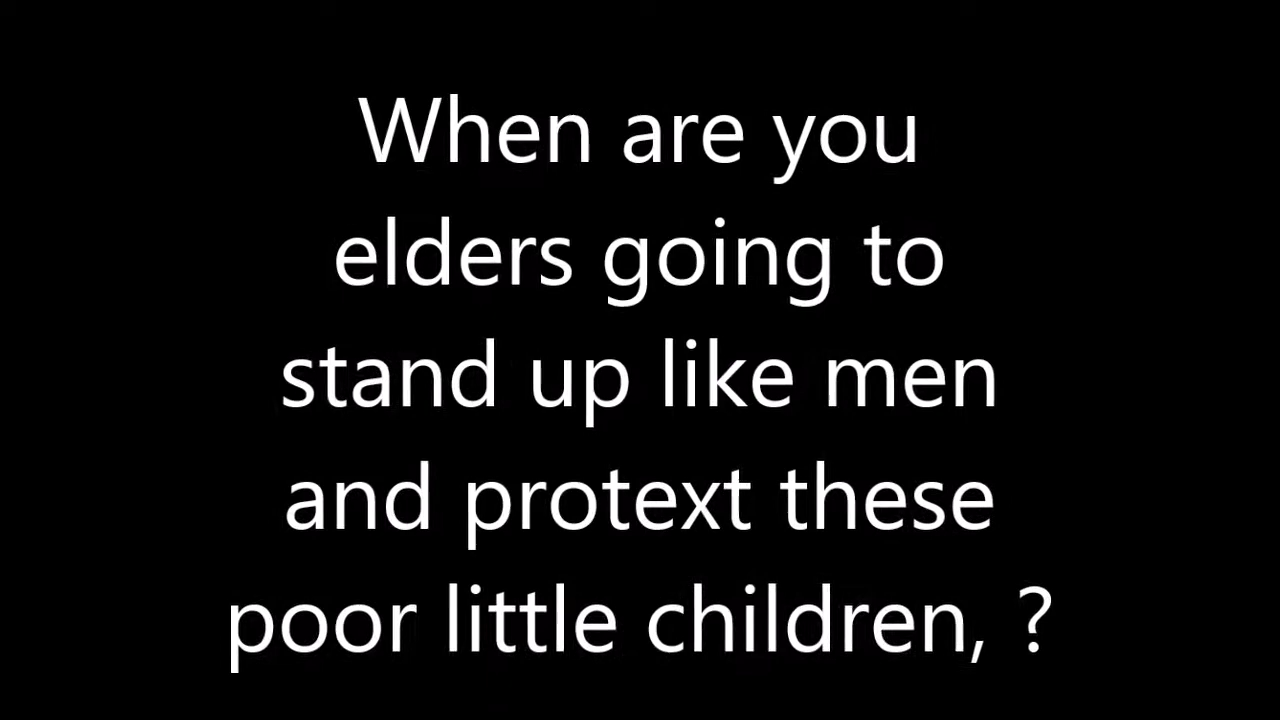 When are you
elders going to
stand up like men
and protext these
poor little children, ?